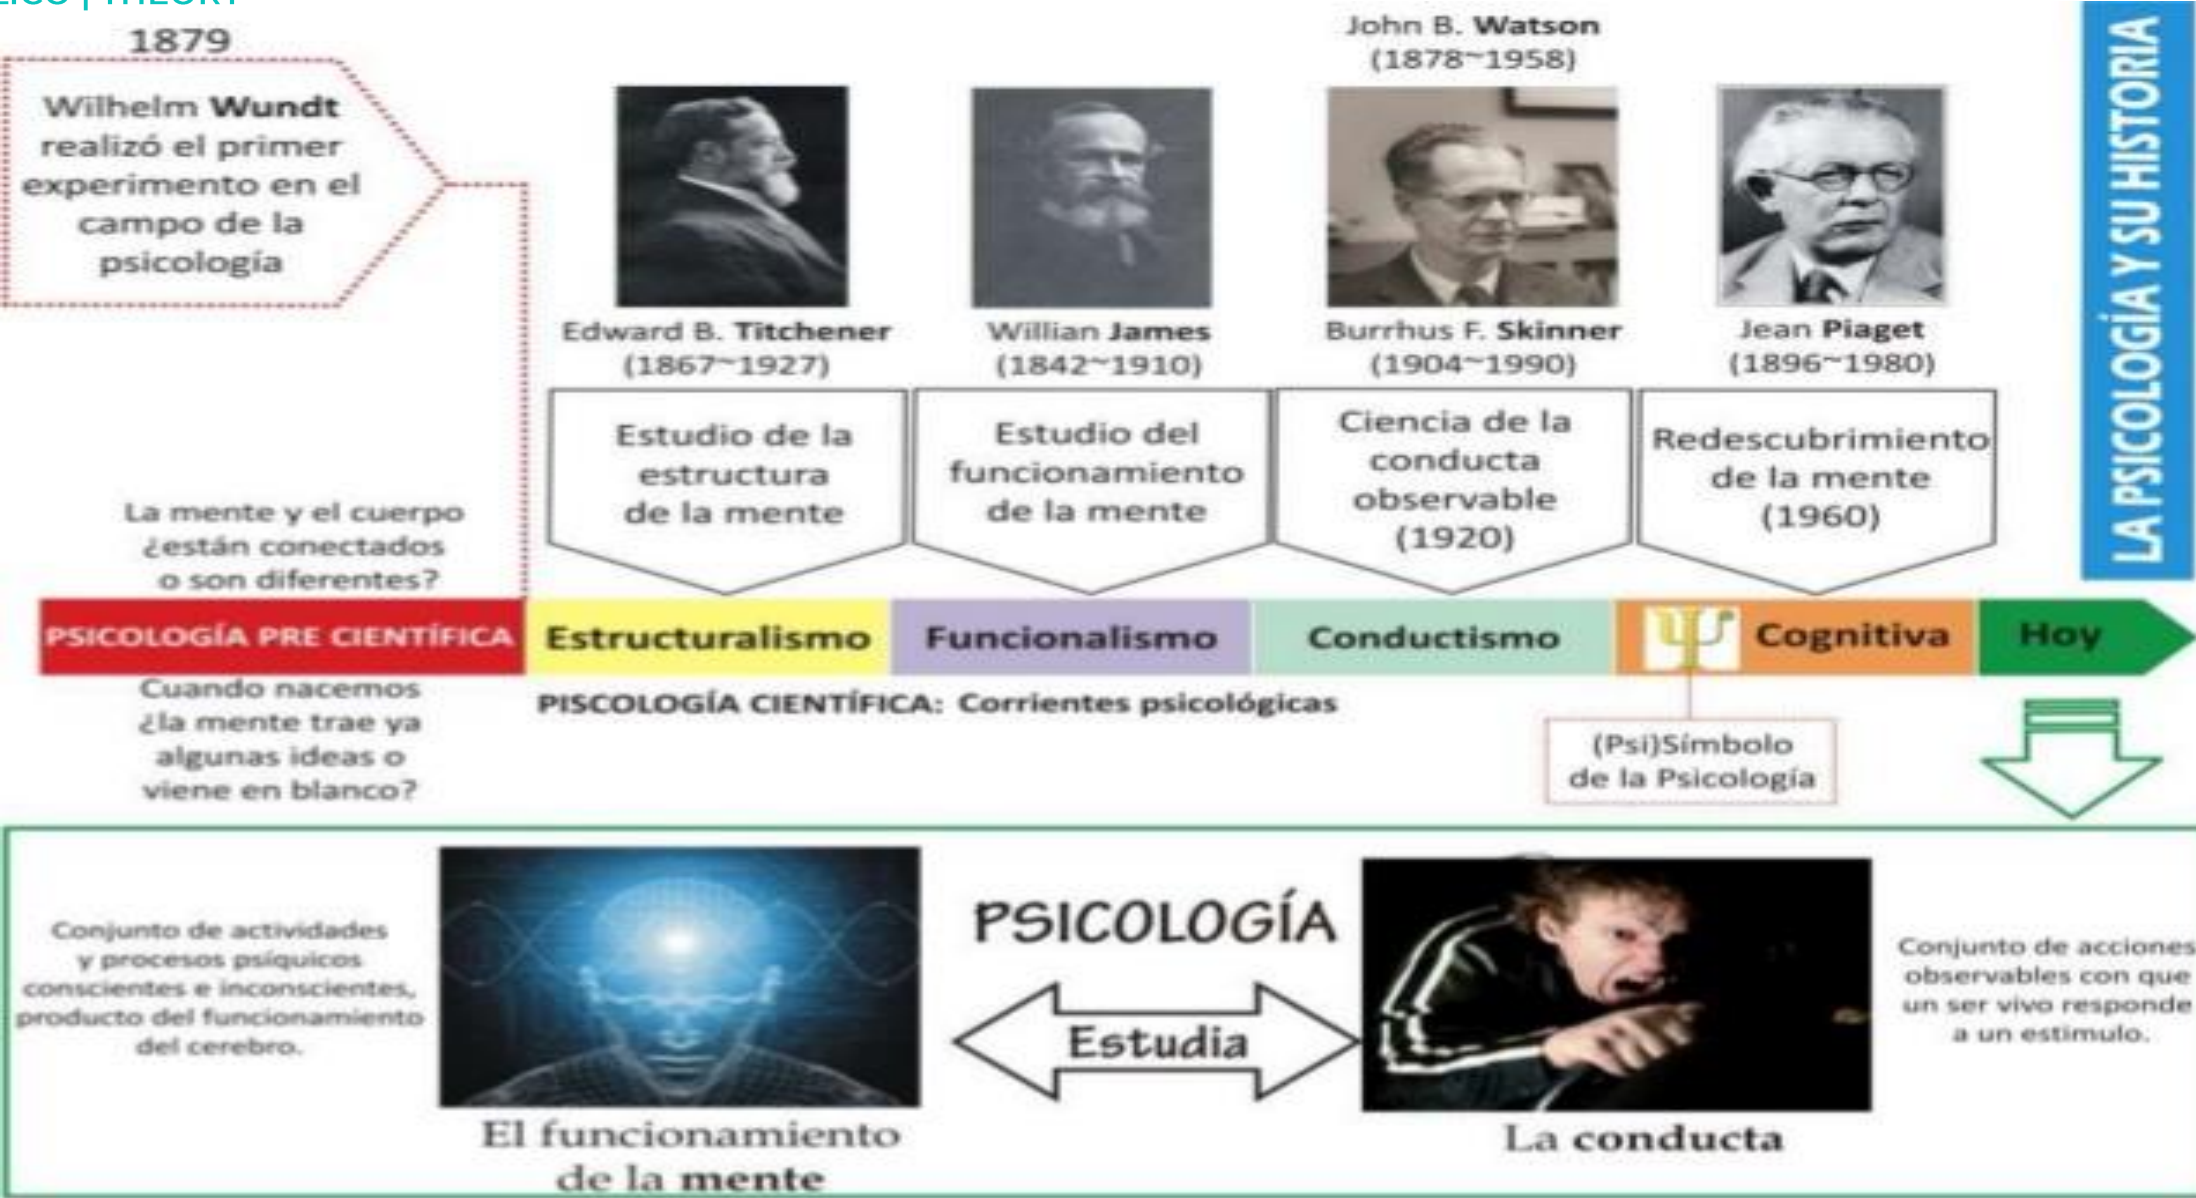 THEORY
1879
Wilhelm Wundt
realizó el primer
experimento en el
campo de la
psicología
Edward B. Titchener
(1867~1927)
Willian James
(1842~1910)
John B. Watson
(1878~1958)
Burrhus F. Skinner
(1904~1990)
Jean Piaget
(1896~1980)
LA PSICOLOGÍA Y SU HISTORIA
Estudio de la
estructura
de la mente
Estudio del
funcionamiento
de la mente
Ciencia de la
conducta
observable
(1920)
Redescubrimiento
de la mente
(1960)
La mente y el cuerpo
¿están conectados
o son diferentes?
PSICOLOGÍA PRE CIENTÍFICA
Estructuralismo
Funcionalismo
Conductismo
Cognitiva
Hoy
Cuando nacemos
¿la mente trae ya
algunas ideas o
viene en blanco?
PISCOLOGÍA CIENTÍFICA: Corrientes psicológicas
(Psi)Símbolo
de la Psicología
Conjunto de actividades
y procesos psíquicos
conscientes e inconscientes,
producto del funcionamiento
del cerebro.
El funcionamiento
de la mente
PSICOLOGÍA
Estudia
La conducta
Conjunto de acciones
observables con que
un ser vivo responde
a un estimulo.